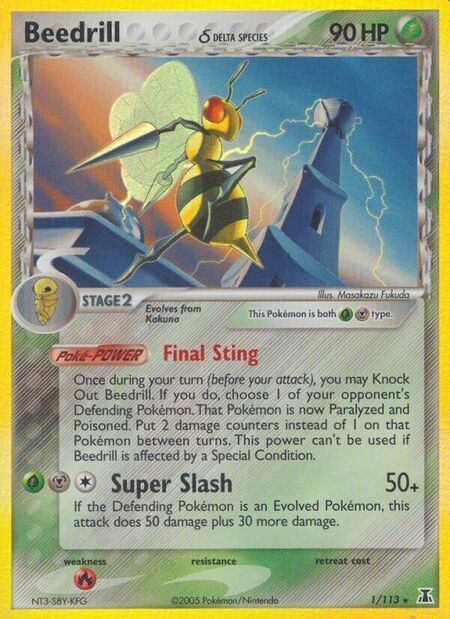 Beedrill δ DELTA SPECIES 90 HP
Illus. Masakazu Fukuda
STAGE2
Evolves from
Kakuna
This Pokémon is both type.
Poké-POWER Final Sting
Once during your turn (before your attack), you may Knock
Out Beedrill. If you do, choose 1 of your opponent's
Defending Pokémon. That Pokémon is now Paralyzed and
Poisoned. Put 2 damage counters instead of 1 on that
Pokémon between turns. This power can't be used if
Beedrill is affected by a Special Condition.
Super Slash 50+
If the Defending Pokémon is an Evolved Pokémon, this
attack does 50 damage plus 30 more damage.
weakness resistance retreat cost
NT3-S8Y-KFG ©2005 Pokémon/Nintendo 1/113 ★